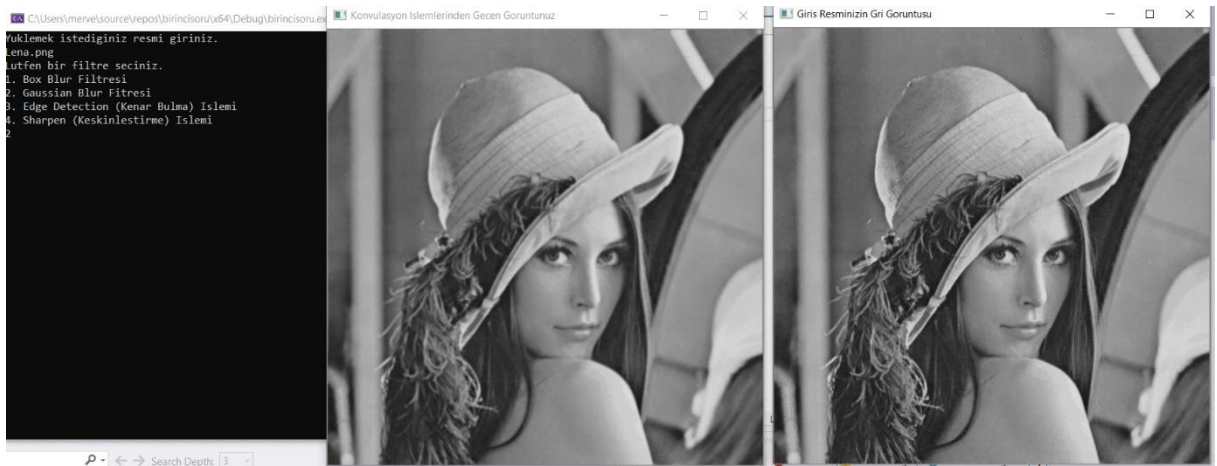 C:\Users\merve\source\repos\birincisoru\x64\Debug\birincisoru.ex
Yuklemek istediginiz resmi giriniz.
Lena.png
Lutfen bir filtre seciniz.
1. Box Blur Filtresi
2. Gaussian Blur Fitresi
3. Edge Detection (Kenar Bulma) Islemi
4. Sharpen (Keskinlestirme) Islemi
2
Search Depth: 3
Konvulasyon Islemlerinden Gecen Goruntunuz
Giris Resminizin Gri Goruntusu